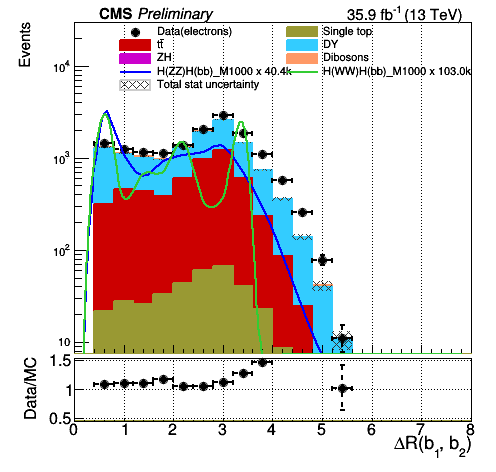 CMS Preliminary 35.9 fb⁻¹ (13 TeV)
Data(electrons) Single top
tt̄ DY
ZH Dibosons
H(ZZ)H(bb)_M1000 x 40.4k H(WW)H(bb)_M1000 x 103.0k
Total stat uncertainty
Events
10⁴
10³
10²
10
Data/MC
1.5
1
0.5
0 1 2 3 4 5 6 7 8
ΔR(b₁, b₂)